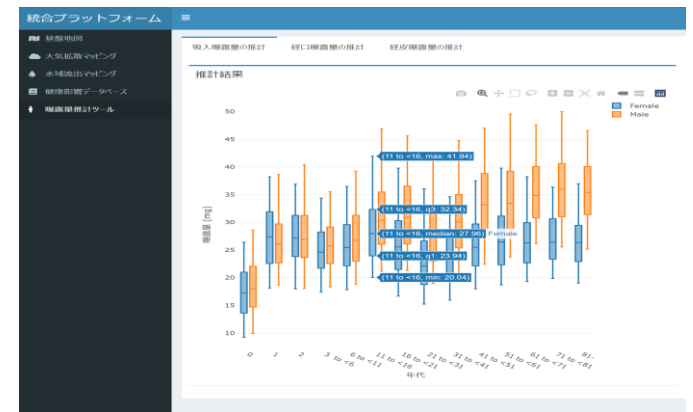 統合プラットフォーム
基盤地図
大気拡散マッピング
水域流出マッピング
健康影響データベース
曝露量推計ツール
吸入曝露量の推計 経口曝露量の推計 経皮曝露量の推計
推計結果
Female
Male
50
45
40
35
30
25
20
15
10
曝露量 (mg)
(11 to <16, max: 41.94)
(11 to <16, q3: 32.34)
(11 to <16, median: 27.96) Female
(11 to <16, q1: 23.94)
(11 to <16, min: 20.04)
0
1
2
3 to <6
6 to <11
11 to <16
16 to <21
21 to <31
31 to <41
41 to <51
51 to <61
61 to <71
71 to <81
81-
年代